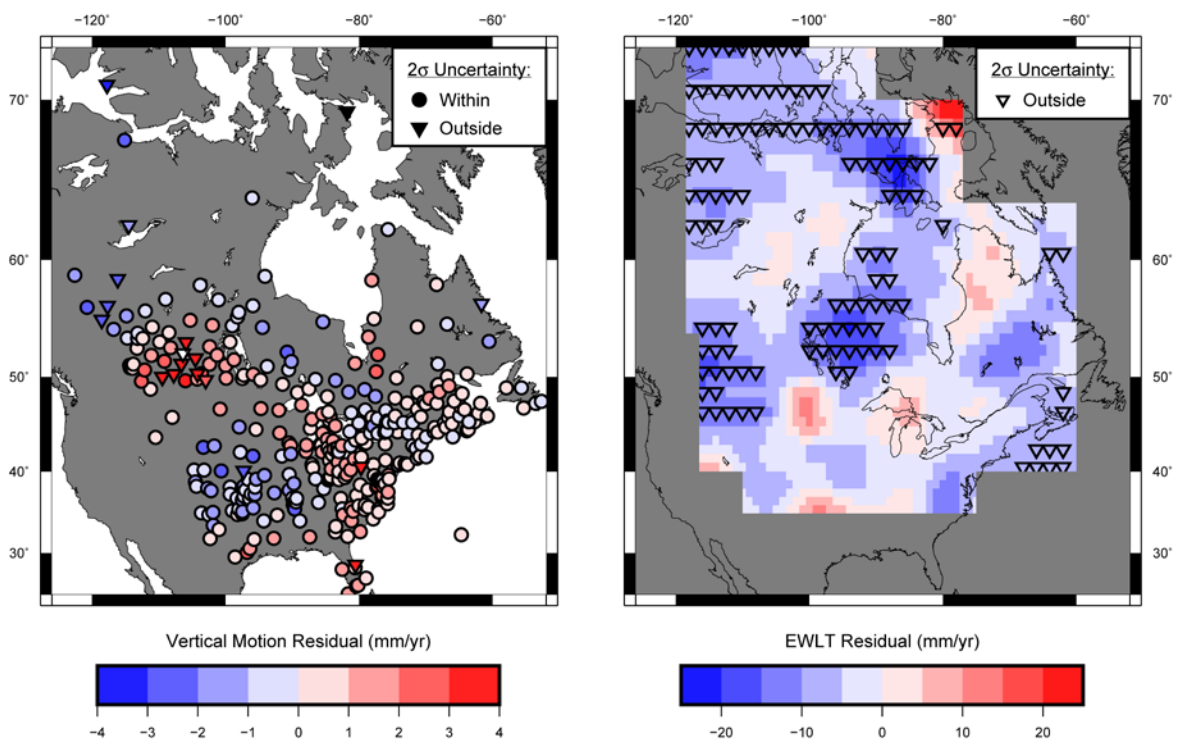 −120° −100° −80° −60°
70°
60°
50°
40°
30°
2σ Uncertainty:
Within
Outside
Vertical Motion Residual (mm/yr)
−4 −3 −2 −1 0 1 2 3 4
−120° −100° −80° −60°
70°
60°
50°
40°
30°
2σ Uncertainty:
Outside
EWLT Residual (mm/yr)
−20 −10 0 10 20